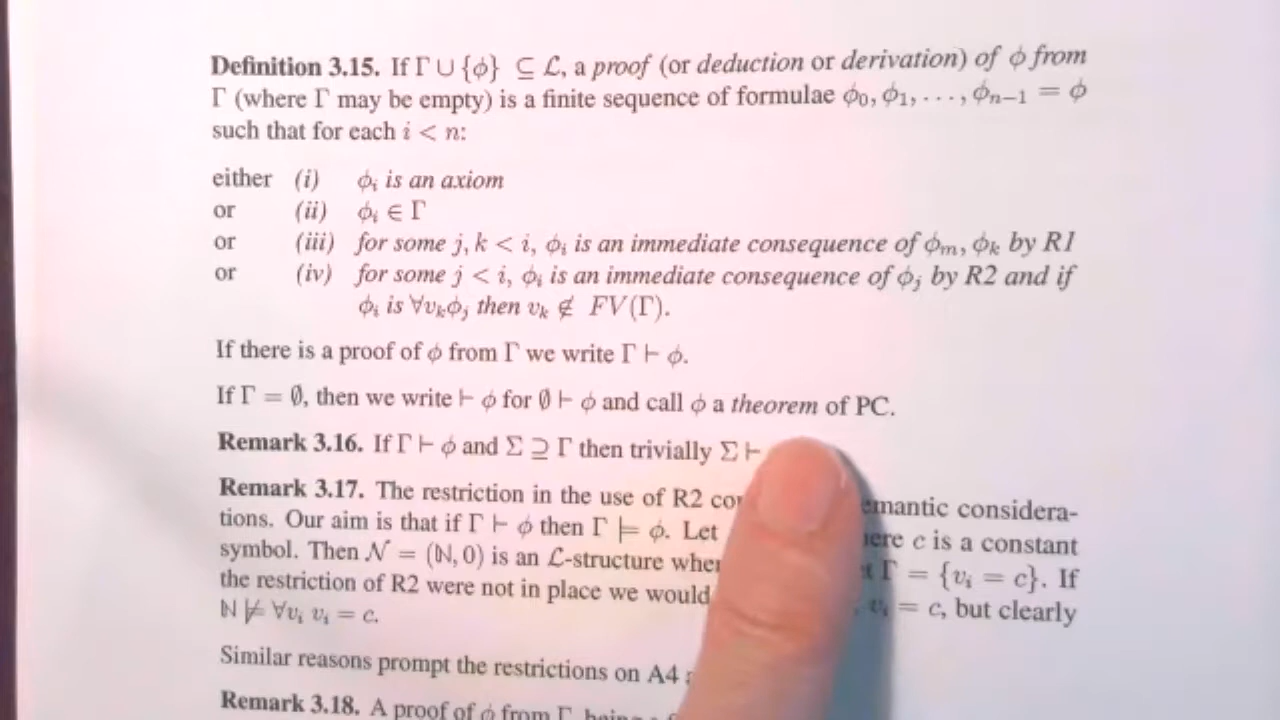 Definition 3.15. If Γ ∪ {ϕ} ⊆ ℒ, a proof (or deduction or derivation) of ϕ from
Γ (where Γ may be empty) is a finite sequence of formulae ϕ₀, ϕ₁, . . . , ϕₙ₋₁ = ϕ
such that for each i < n:
either (i) ϕᵢ is an axiom
or (ii) ϕᵢ ∈ Γ
or (iii) for some j, k < i, ϕᵢ is an immediate consequence of ϕₘ, ϕₖ by R1
or (iv) for some j < i, ϕᵢ is an immediate consequence of ϕⱼ by R2 and if
ϕᵢ is ∀vₖϕⱼ then vₖ ∉ FV(Γ).
If there is a proof of ϕ from Γ we write Γ ⊢ ϕ.
If Γ = ∅, then we write ⊢ ϕ for ∅ ⊢ ϕ and call ϕ a theorem of PC.
Remark 3.16. If Γ ⊢ ϕ and Σ ⊇ Γ then trivially Σ ⊢
Remark 3.17. The restriction in the use of R2 considera-
tions. Our aim is that if Γ ⊢ ϕ then Γ ⊨ ϕ. Let c is a constant
symbol. Then 𝒩 = (ℕ, 0) is an ℒ-structure Γ = {vᵢ = c}. If
the restriction of R2 were not in place we would vᵢ = c, but clearly
ℕ ⊭ ∀vᵢ vᵢ = c.
Similar reasons prompt the restrictions on A4
Remark 3.18. A proof of ϕ from Γ, being